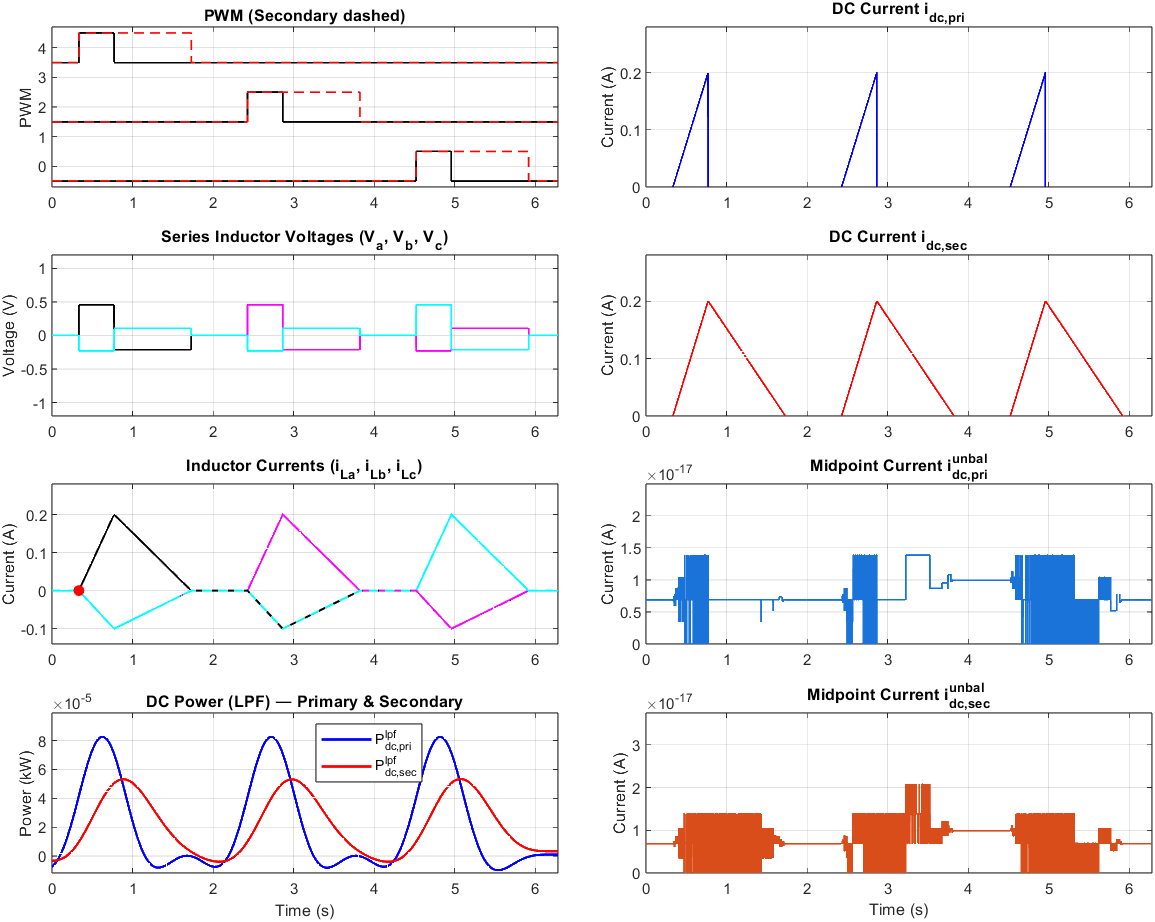 PWM (Secondary dashed)
PWM
4
3
2
1
0
0 1 2 3 4 5 6
DC Current i_dc,pri
Current (A)
0.2
0.1
0
0 1 2 3 4 5 6
Series Inductor Voltages (V_a, V_b, V_c)
Voltage (V)
1
0.5
0
-0.5
-1
0 1 2 3 4 5 6
DC Current i_dc,sec
Current (A)
0.2
0.1
0
0 1 2 3 4 5 6
Inductor Currents (i_La, i_Lb, i_Lc)
Current (A)
0.2
0.1
0
-0.1
0 1 2 3 4 5 6
Midpoint Current i_dc,pri^unbal
×10^-17
Current (A)
2
1.5
1
0.5
0
0 1 2 3 4 5 6
DC Power (LPF) — Primary & Secondary
×10^-5
Power (kW)
8
6
4
2
0
P_dc,pri^lpf
P_dc,sec^lpf
0 1 2 3 4 5 6
Time (s)
Midpoint Current i_dc,sec^unbal
×10^-17
Current (A)
3
2
1
0
0 1 2 3 4 5 6
Time (s)